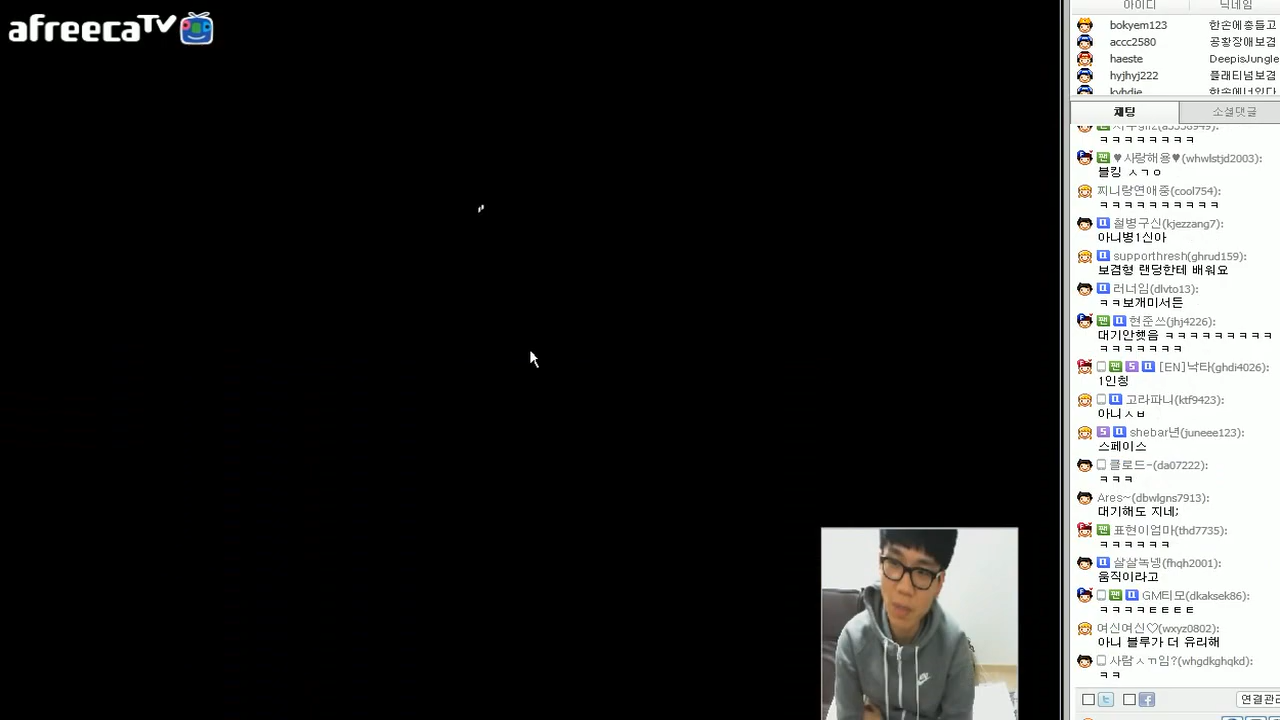 afreecaTV
아이디 닉네임
bokyem123 한손에총들고
accc2580 공황장애보겸
haeste DeepisJungle
hyjhyj222 플래티넘보겸
채팅 소셜댓글
ㅋㅋㅋㅋㅋㅋㅋㅋ
팬 ♥사랑해용♥(whwlstjd2003):
블킹 ㅅㄱㅇ
찌니랑연애중(cool754):
ㅋㅋㅋㅋㅋㅋㅋㅋㅋㅋ
철병구신(kjezzang7):
아니병1신아
supporthresh(ghrud159):
보겸형 랜덩한테 배워요
러너임(dlvto13):
ㅋㅋ보개미서든
팬 현준쓰(jhj4226):
대기안햇음 ㅋㅋㅋㅋㅋㅋㅋㅋㅋ
ㅋㅋㅋㅋㅋㅋㅋ
팬 S [EN]낙타(ghdi4026):
1인칭
고라파니(ktf9423):
아니ㅅㅂ
S shebar년(juneee123):
스페이스
클로드-(da07222):
ㅋㅋㅋ
Ares~(dbwlgns7913):
대기해도 지네;
팬 표현이엄마(thd7735):
ㅋㅋㅋㅋㅋㅋ
살살녹넹(fhqh2001):
움직이라고
팬 GM티모(dkaksek86):
ㅋㅋㅋㅋㅌㅌㅌㅌ
여신여신♡(wxyz0802):
아니 블루가 더 유리해
사람ㅅㄲ임?(whgdkghqkd):
ㅋㅋ
연결관리